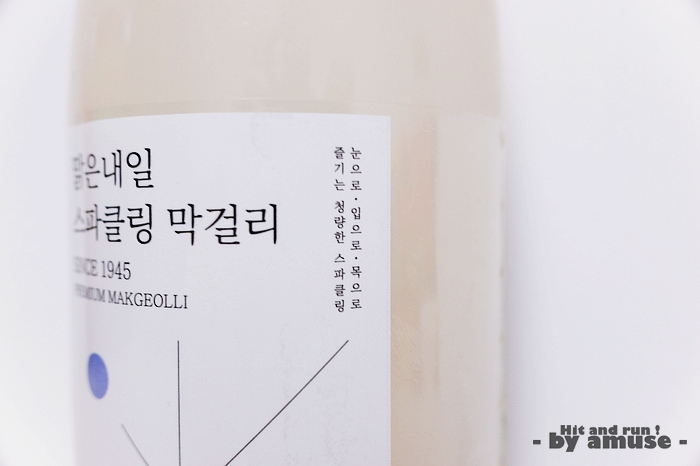 맑은내일
스파클링 막걸리
SINCE 1945
PREMIUM MAKGEOLLI
눈으로·입으로·목으로
즐기는 청량한 스파클링
Hit and run !
- by amuse -